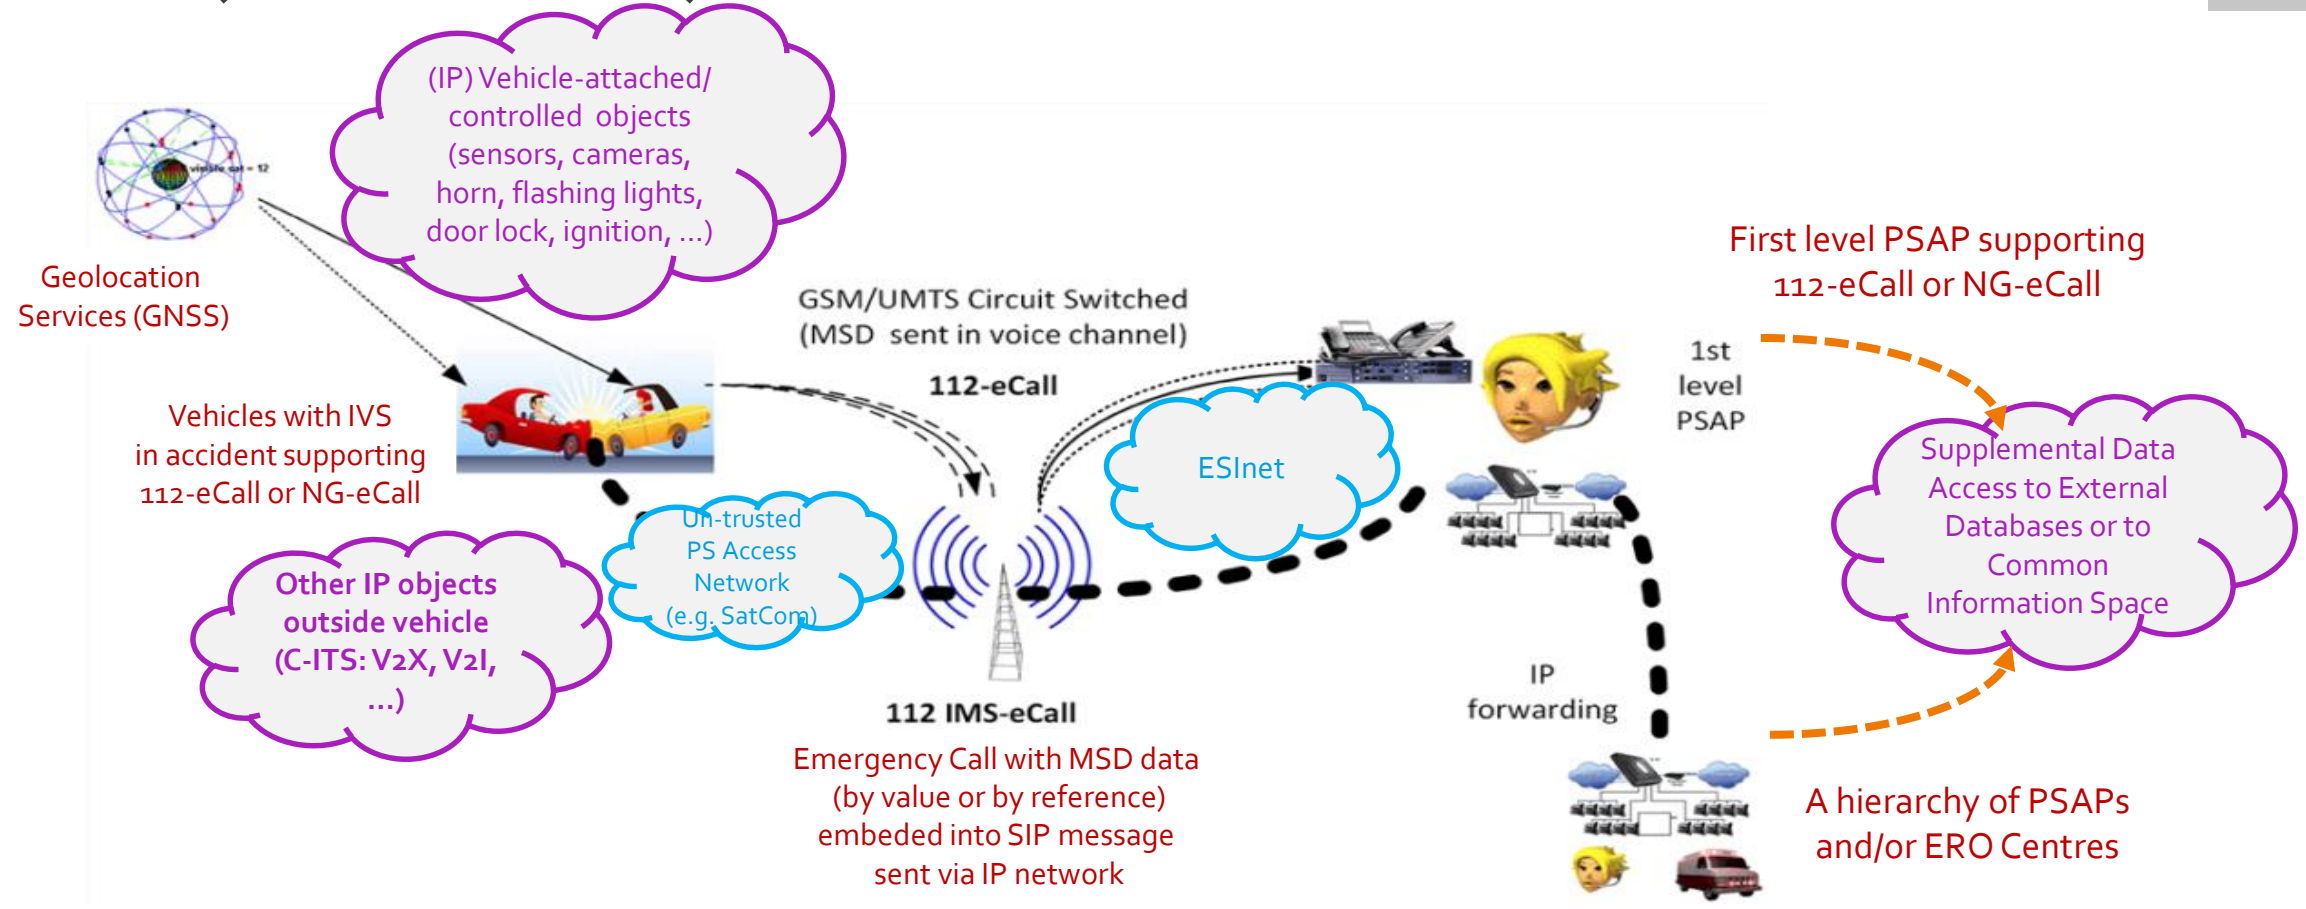 (IP) Vehicle-attached/
controlled objects
(sensors, cameras,
horn, flashing lights,
door lock, ignition, ...)
visible sat = 12
Geolocation
Services (GNSS)
First level PSAP supporting
112-eCall or NG-eCall
GSM/UMTS Circuit Switched
(MSD sent in voice channel)
112-eCall
1st
level
PSAP
Vehicles with IVS
in accident supporting
112-eCall or NG-eCall
ESInet
Supplemental Data
Access to External
Databases or to
Common
Information Space
Un-trusted
PS Access
Network
(e.g. SatCom)
Other IP objects
outside vehicle
(C-ITS: V2X, V2I,
...)
IP
forwarding
112 IMS-eCall
Emergency Call with MSD data
(by value or by reference)
embeded into SIP message
sent via IP network
A hierarchy of PSAPs
and/or ERO Centres